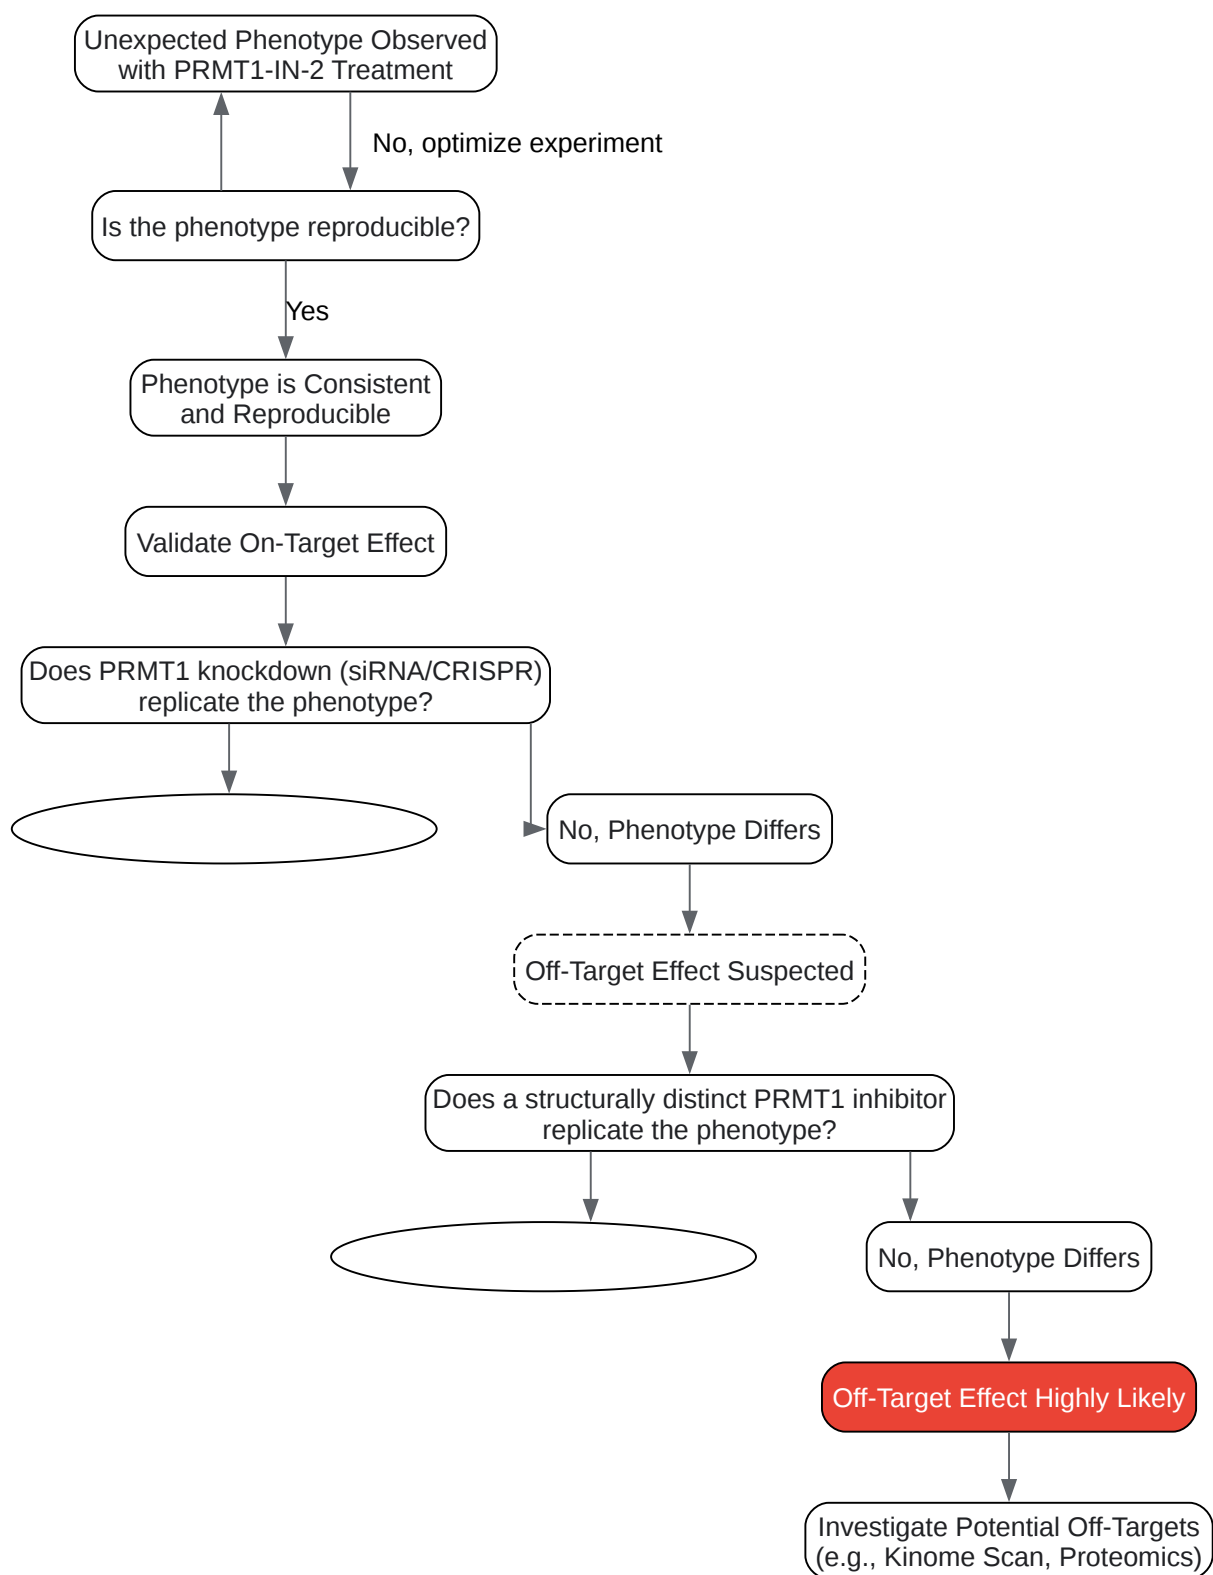 Unexpected Phenotype Observed
with PRMT1-IN-2 Treatment
No, optimize experiment
Is the phenotype reproducible?
Yes
Phenotype is Consistent
and Reproducible
Validate On-Target Effect
Does PRMT1 knockdown (siRNA/CRISPR)
replicate the phenotype?
No, Phenotype Differs
Off-Target Effect Suspected
Does a structurally distinct PRMT1 inhibitor
replicate the phenotype?
No, Phenotype Differs
Off-Target Effect Highly Likely
Investigate Potential Off-Targets
(e.g., Kinome Scan, Proteomics)